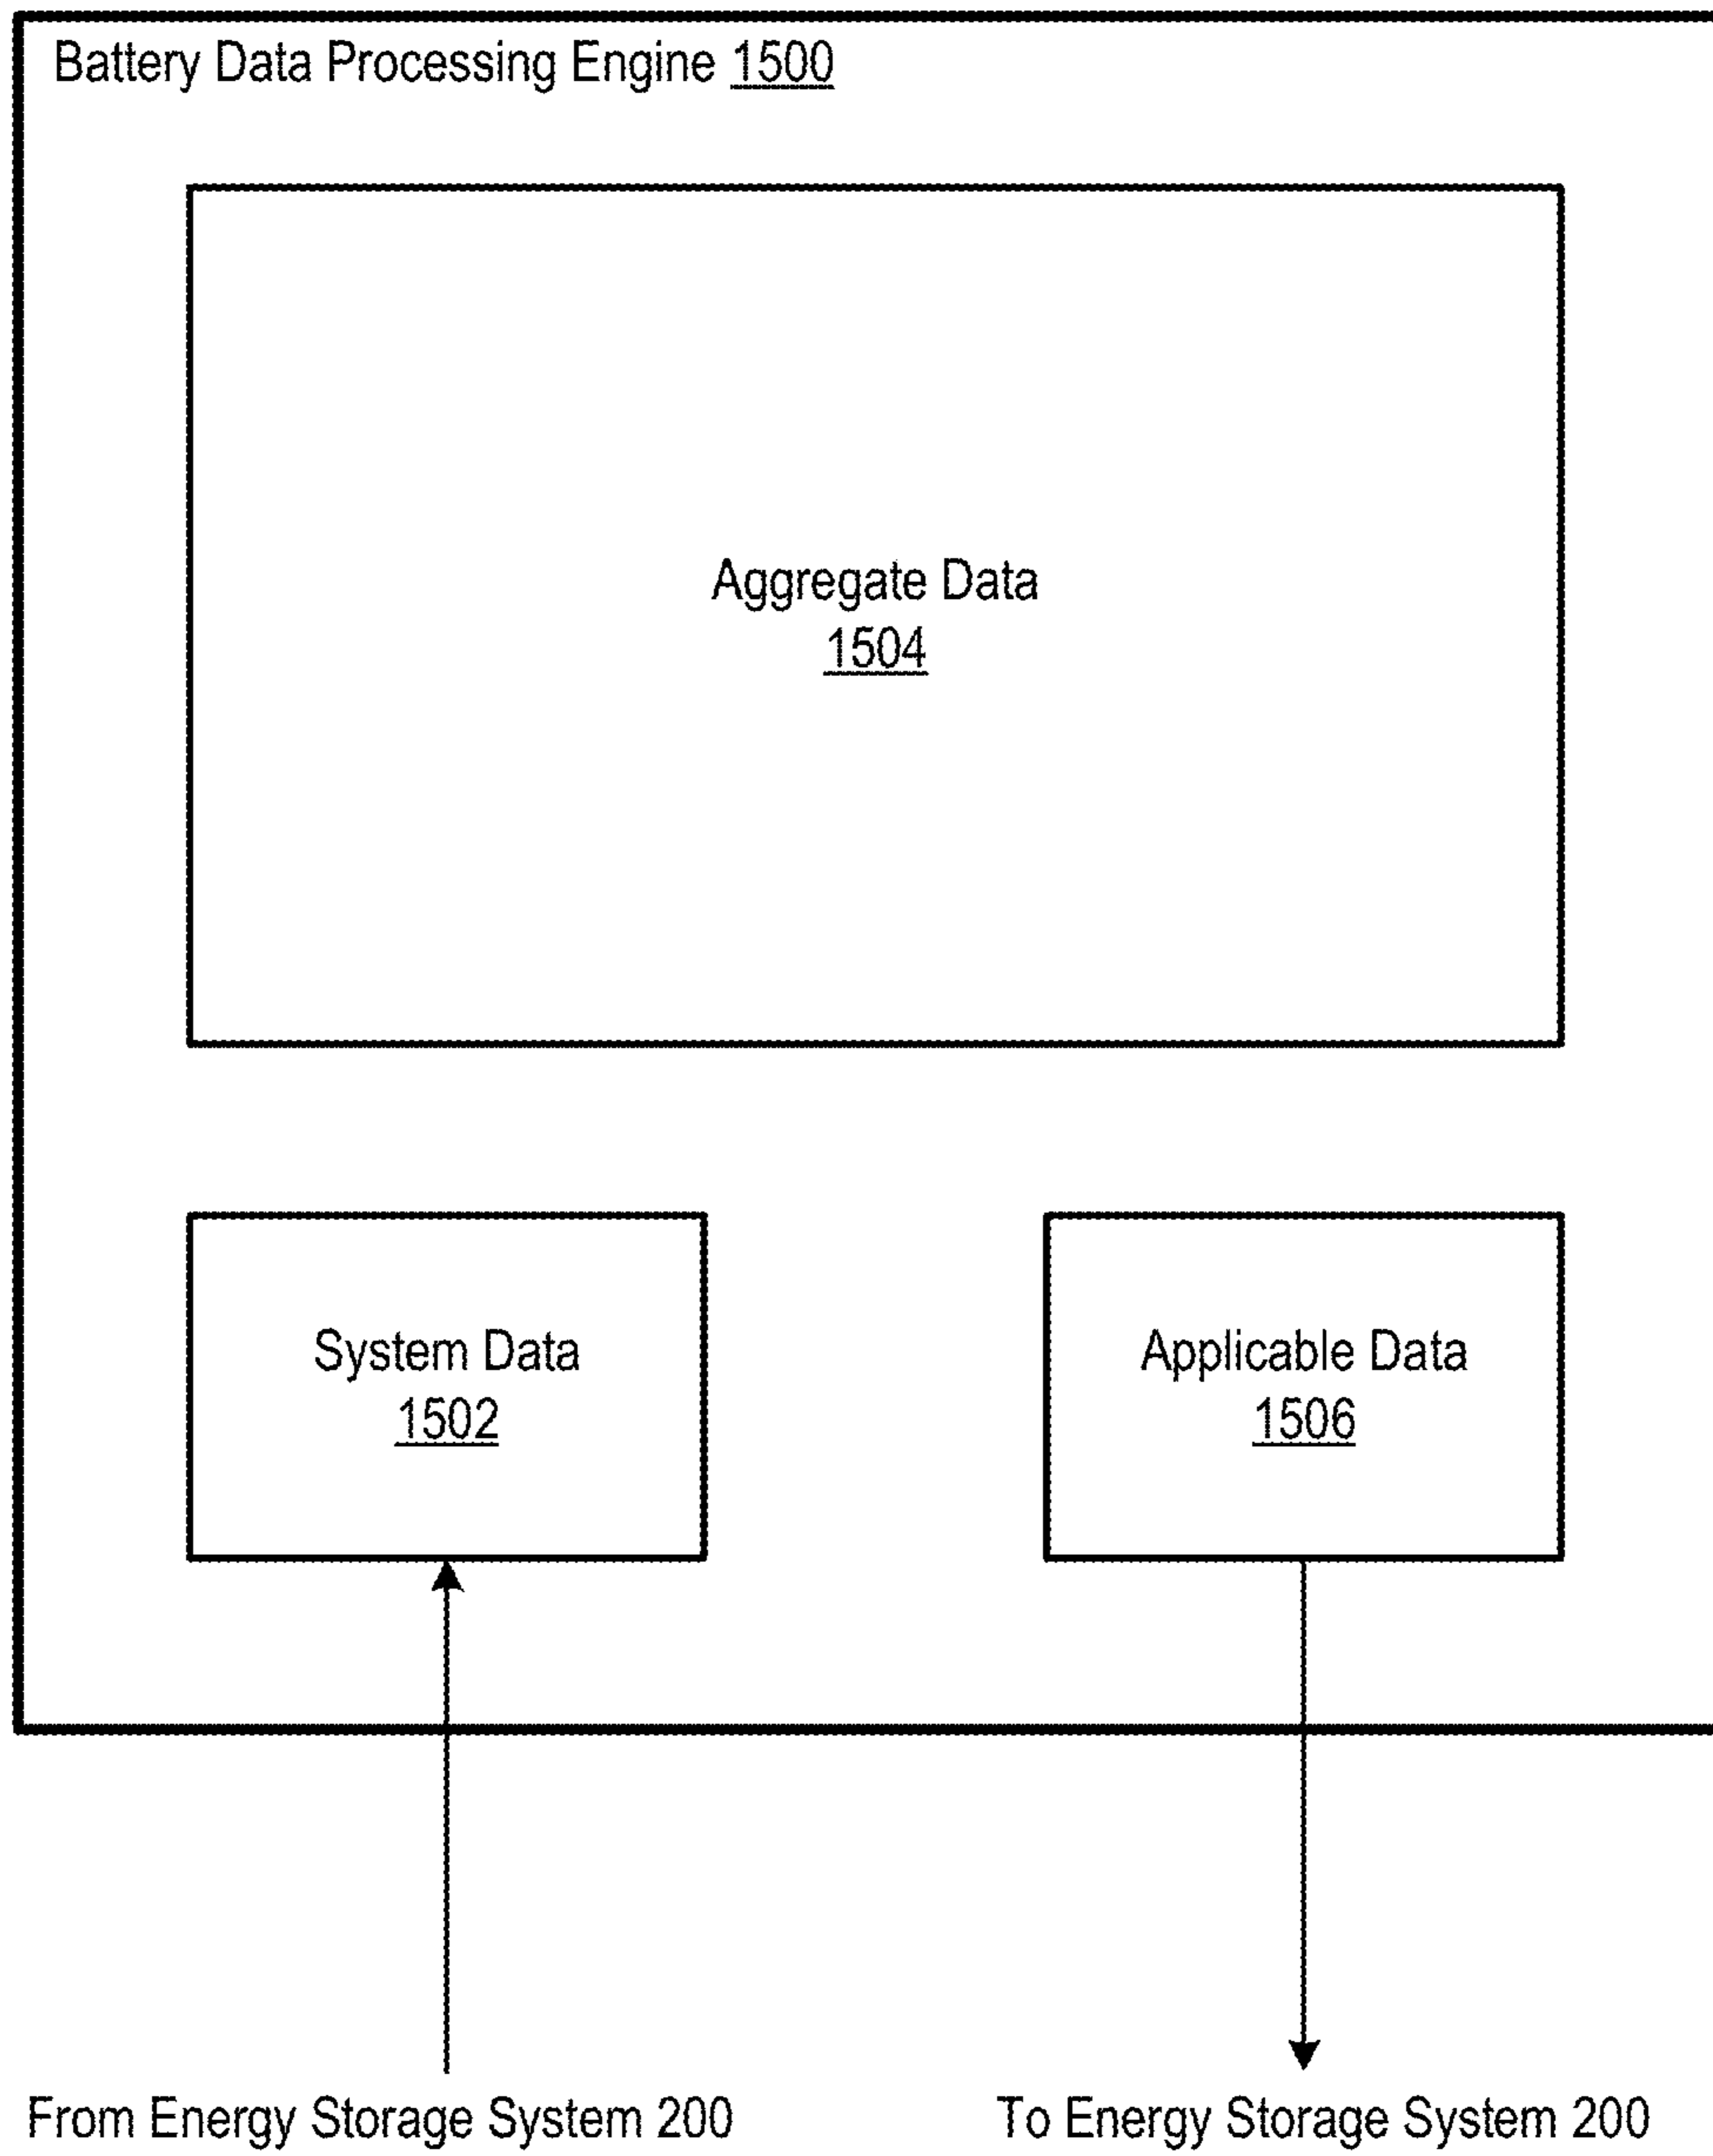 Battery Data Processing Engine 1500
Aggregate Data
1504
System Data
1502
Applicable Data
1506
From Energy Storage System 200
To Energy Storage System 200